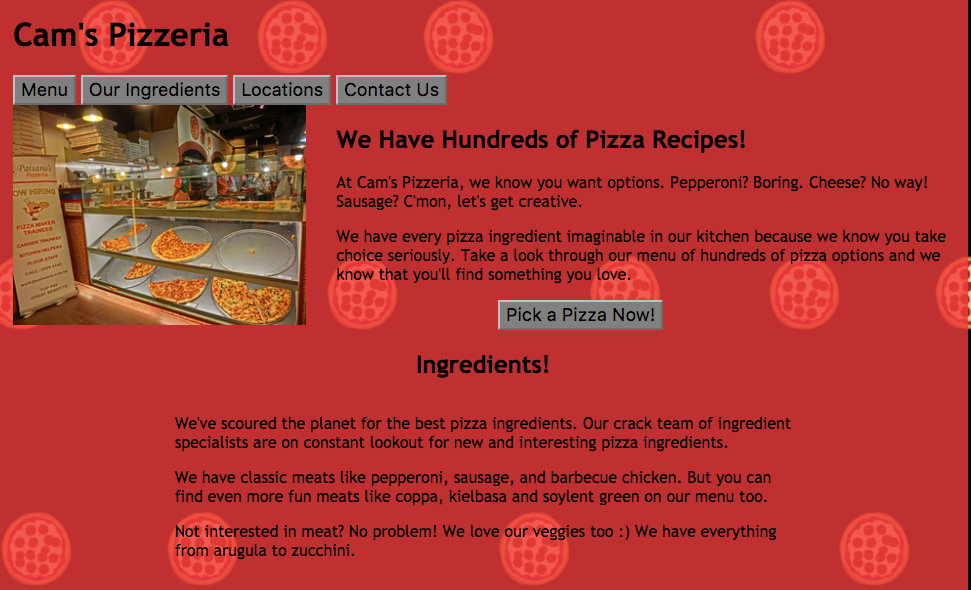 Cam's Pizzeria
Menu
Our Ingredients
Locations
Contact Us
Paisano's
Pizzeria
OW HIRING
PIZZA MAKER
TRAINEES
CASHIER TRAINEES
KITCHEN HELPERS
FLOOR STAFF
TOP PAY
GREAT BENEFITS
We Have Hundreds of Pizza Recipes!
At Cam's Pizzeria, we know you want options. Pepperoni? Boring. Cheese? No way!
Sausage? C'mon, let's get creative.
We have every pizza ingredient imaginable in our kitchen because we know you take
choice seriously. Take a look through our menu of hundreds of pizza options and we
know that you'll find something you love.
Pick a Pizza Now!
Ingredients!
We've scoured the planet for the best pizza ingredients. Our crack team of ingredient
specialists are on constant lookout for new and interesting pizza ingredients.
We have classic meats like pepperoni, sausage, and barbecue chicken. But you can
find even more fun meats like coppa, kielbasa and soylent green on our menu too.
Not interested in meat? No problem! We love our veggies too :) We have everything
from arugula to zucchini.